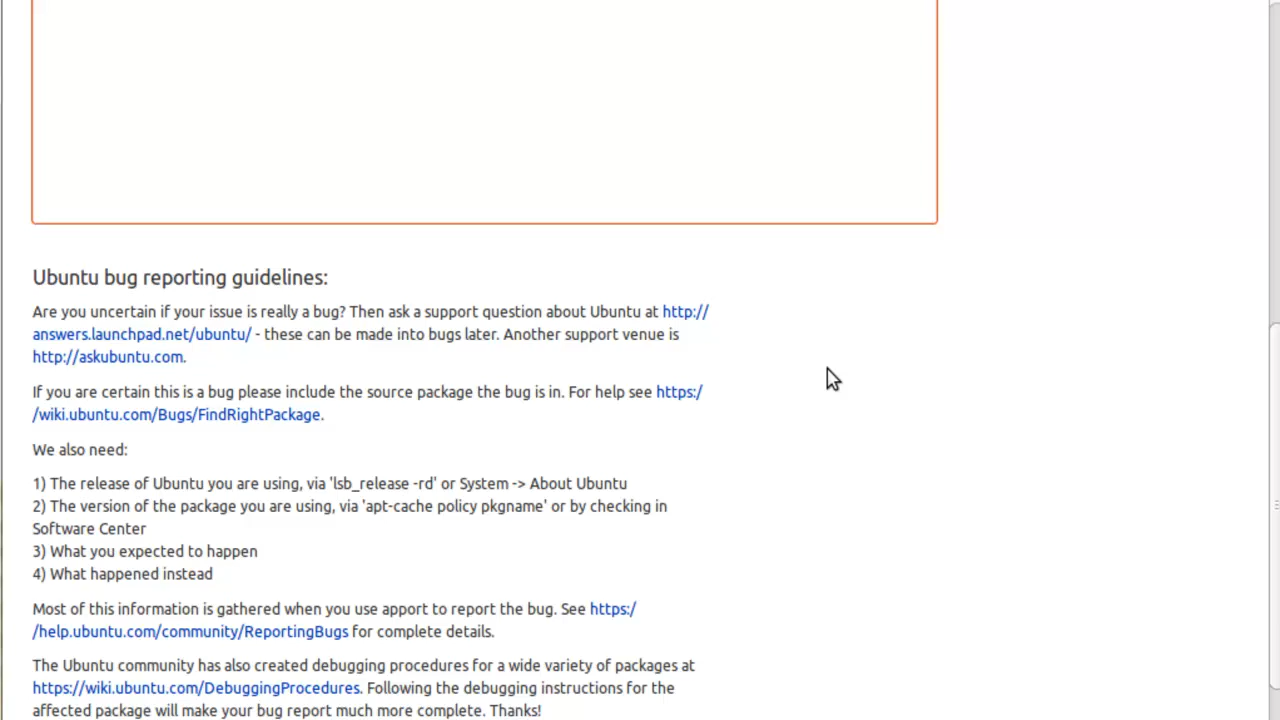 Ubuntu bug reporting guidelines:
Are you uncertain if your issue is really a bug? Then ask a support question about Ubuntu at http://
answers.launchpad.net/ubuntu/ - these can be made into bugs later. Another support venue is
http://askubuntu.com.
If you are certain this is a bug please include the source package the bug is in. For help see https:/
/wiki.ubuntu.com/Bugs/FindRightPackage.
We also need:
1) The release of Ubuntu you are using, via 'lsb_release -rd' or System -> About Ubuntu
2) The version of the package you are using, via 'apt-cache policy pkgname' or by checking in
Software Center
3) What you expected to happen
4) What happened instead
Most of this information is gathered when you use apport to report the bug. See https:/
/help.ubuntu.com/community/ReportingBugs for complete details.
The Ubuntu community has also created debugging procedures for a wide variety of packages at
https://wiki.ubuntu.com/DebuggingProcedures. Following the debugging instructions for the
affected package will make your bug report much more complete. Thanks!